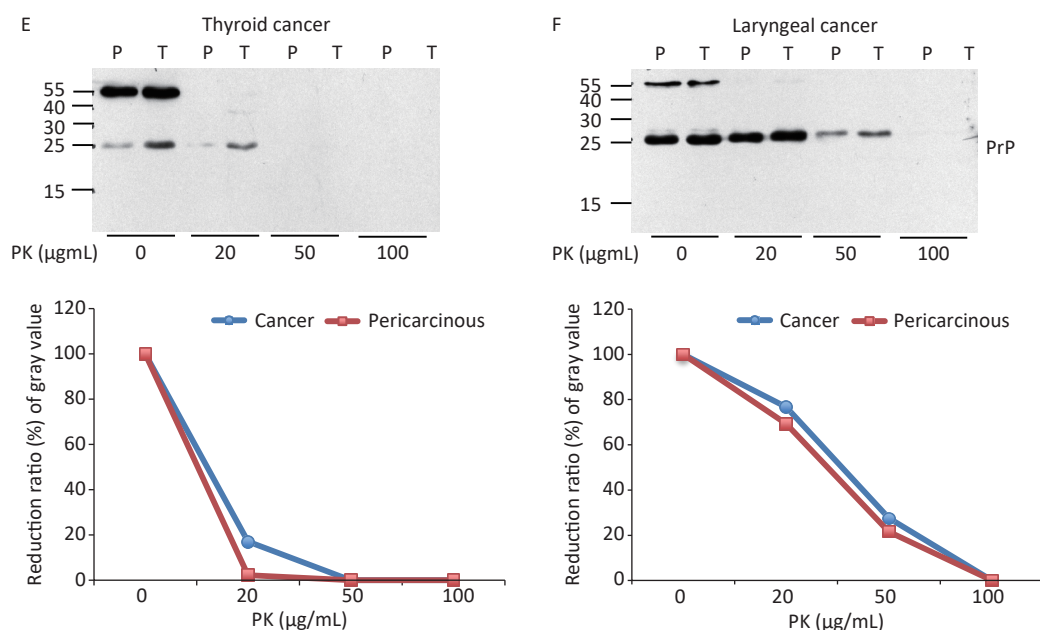 E
Thyroid cancer
P T P T P T P T
55
40
30
25
15
PK (µgmL) 0 20 50 100
Reduction ratio (%) of gray value
120
100
80
60
40
20
0
Cancer Pericarcinous
0 20 50 100
PK (µg/mL)
F
Laryngeal cancer
P T P T P T P T
55
40
30
25
15
PrP
PK (µgmL) 0 20 50 100
Reduction ratio (%) of gray value
120
100
80
60
40
20
0
Cancer Pericarcinous
0 20 50 100
PK (µg/mL)